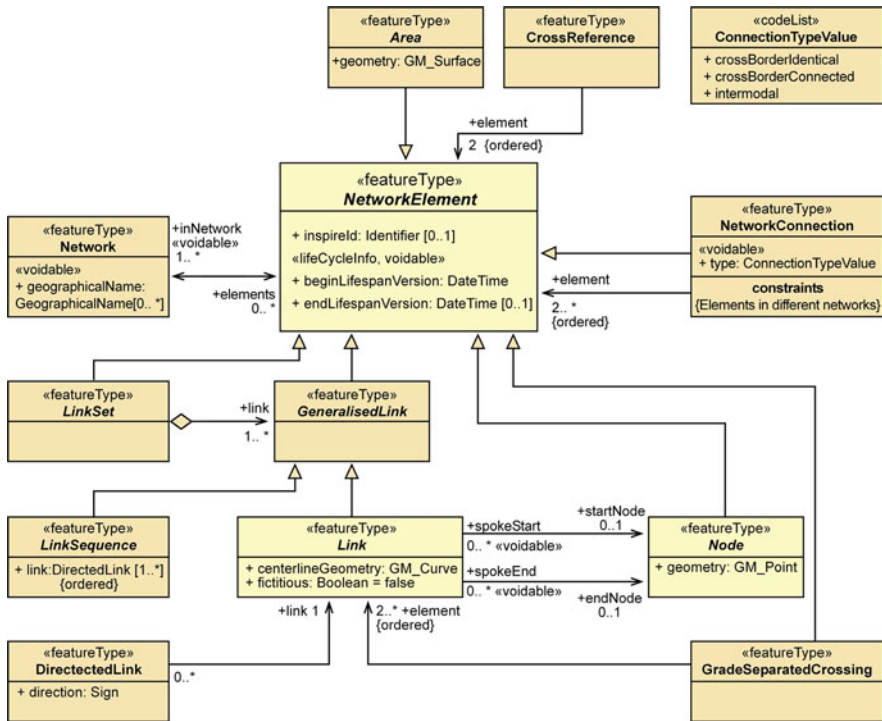 «featureType»
Area
+geometry: GM_Surface
«featureType»
CrossReference
«codeList»
ConnectionTypeValue
+ crossBorderIdentical
+ crossBorderConnected
+ intermodal
+element
2 {ordered}
«featureType»
NetworkElement
+ inspireId: Identifier [0..1]
«lifeCycleInfo, voidable»
+ beginLifespanVersion: DateTime
+ endLifespanVersion: DateTime [0..1]
«featureType»
Network
«voidable»
+ geographicalName:
GeographicalName[0.. *]
+inNetwork
«voidable»
1.. *
+elements
0.. *
«featureType»
NetworkConnection
«voidable»
+ type: ConnectionTypeValue
constraints
{Elements in different networks}
+element
2.. *
{ordered}
«featureType»
LinkSet
+link
1.. *
«featureType»
GeneralisedLink
«featureType»
LinkSequence
+ link:DirectedLink [1..*]
{ordered}
«featureType»
Link
+ centerlineGeometry: GM_Curve
+ fictitious: Boolean = false
+spokeStart
0.. * «voidable»
+startNode
0..1
+spokeEnd
0.. * «voidable»
+endNode
0..1
«featureType»
Node
+ geometry: GM_Point
+link 1
2..* +element
{ordered}
«featureType»
DirectectedLink
+ direction: Sign
0..*
«featureType»
GradeSeparatedCrossing